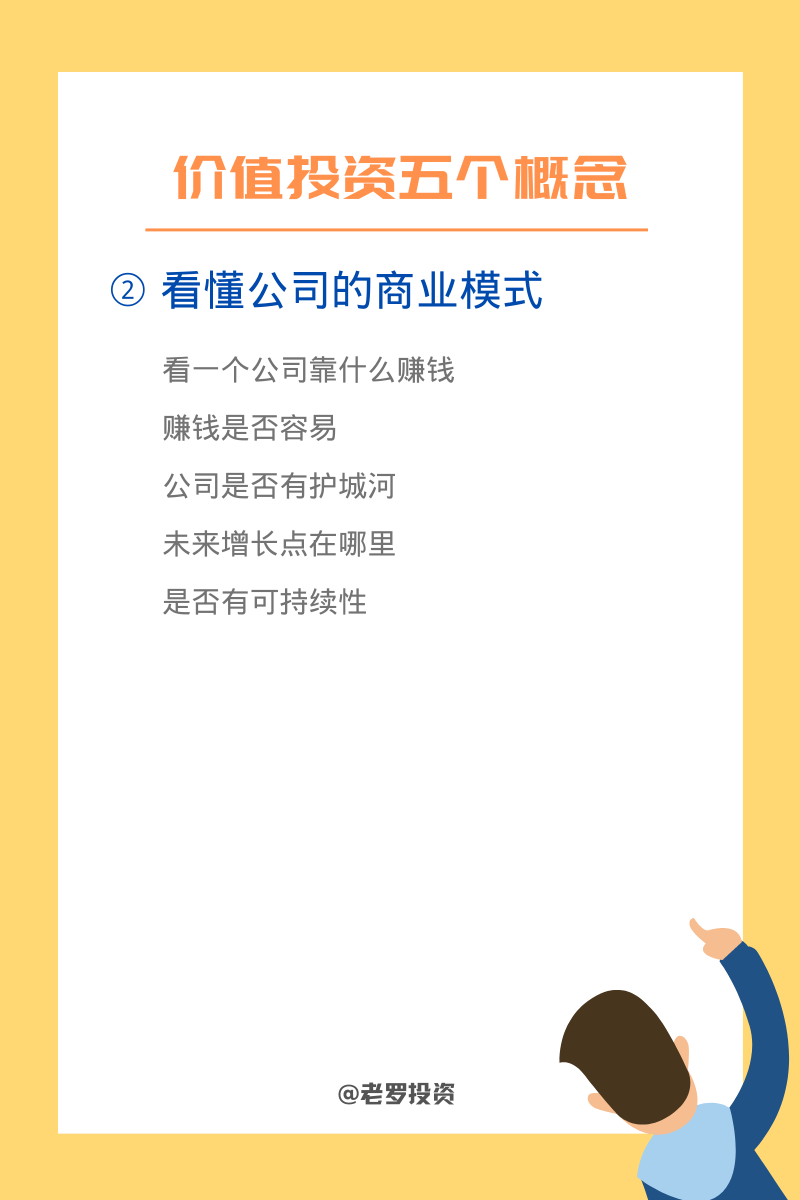 价值投资五个概念
② 看懂公司的商业模式
看一个公司靠什么赚钱
赚钱是否容易
公司是否有护城河
未来增长点在哪里
是否有可持续性
@老罗投资